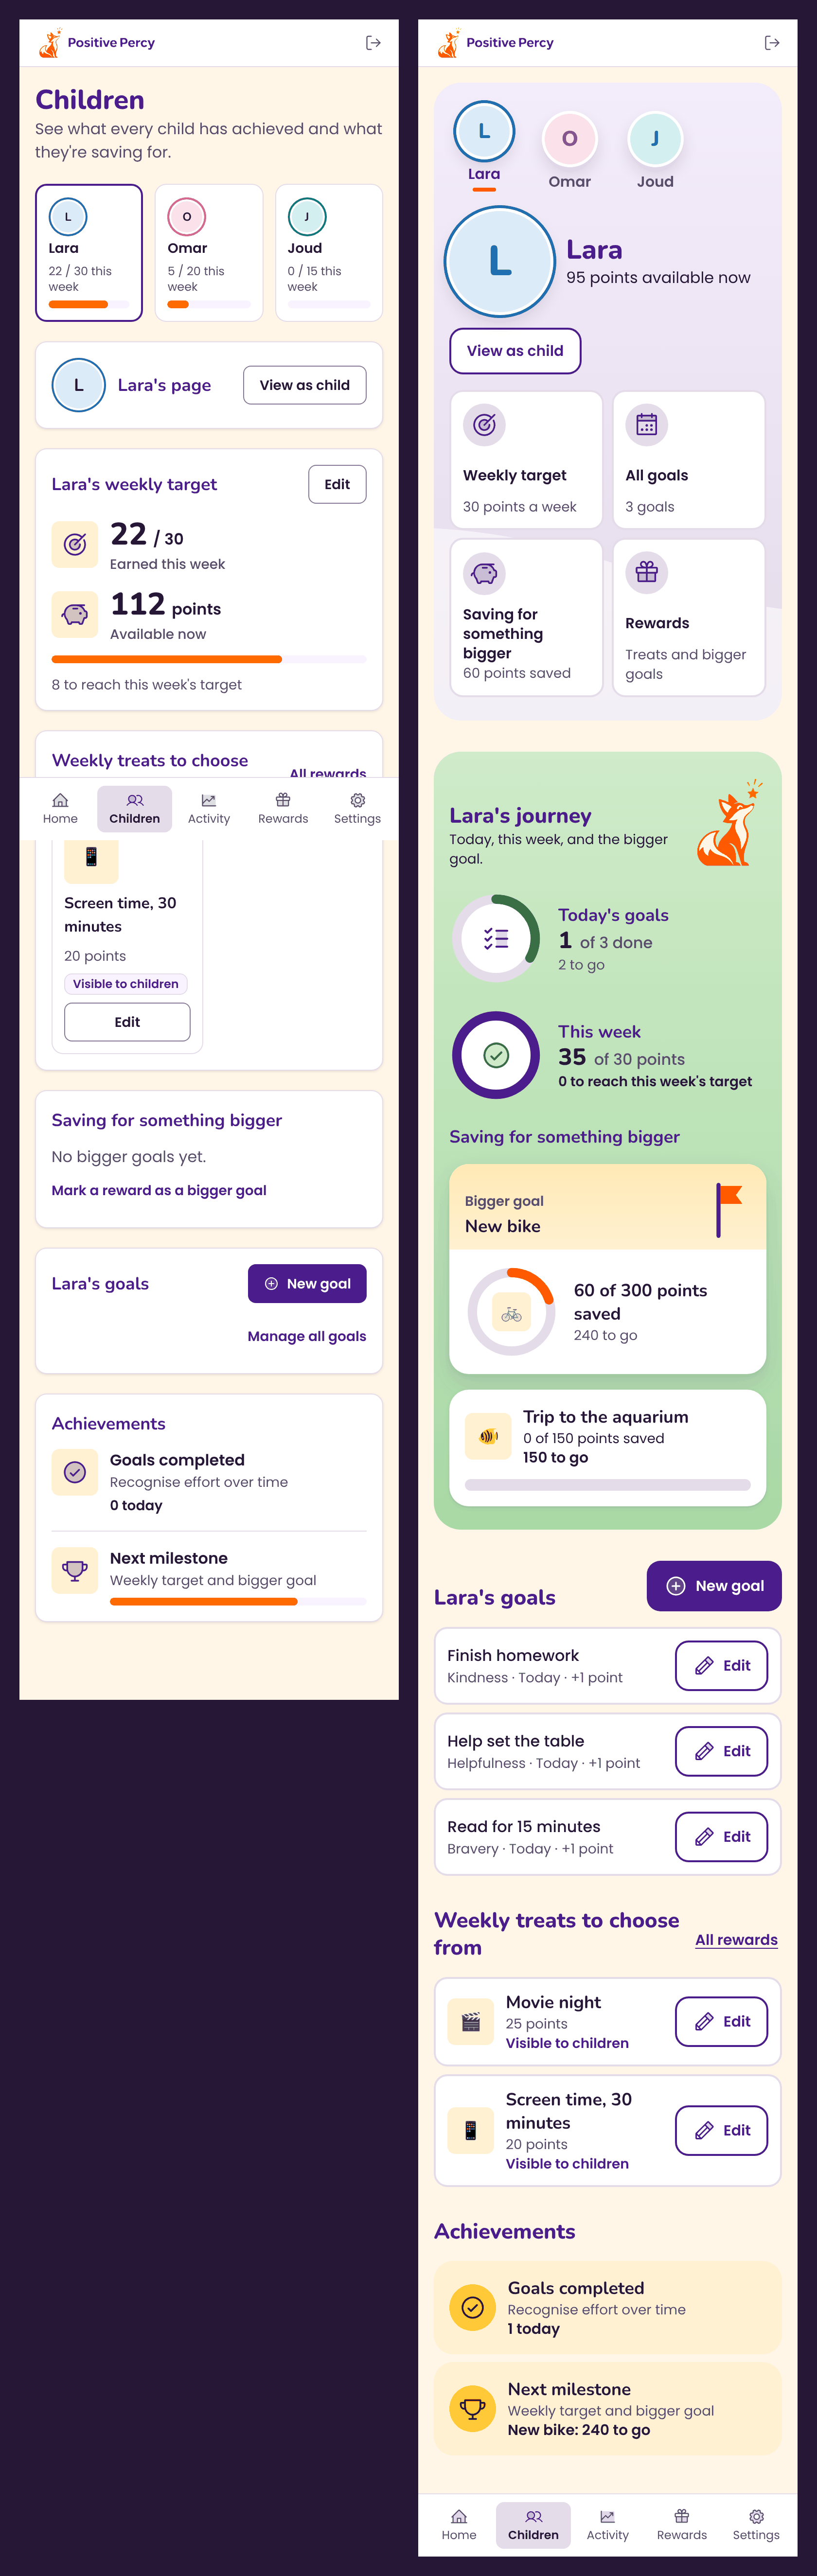 Positive Percy
Children
See what every child has achieved and what
they're saving for.
L
Lara
22 / 30 this
week
O
Omar
5 / 20 this
week
J
Joud
0 / 15 this
week
L
Lara's page
View as child
Lara's weekly target
Edit
22 / 30
Earned this week
112 points
Available now
8 to reach this week's target
Weekly treats to choose
All rewards
Home
Children
Activity
Rewards
Settings
Screen time, 30
minutes
20 points
Visible to children
Edit
Saving for something bigger
No bigger goals yet.
Mark a reward as a bigger goal
Lara's goals
New goal
Manage all goals
Achievements
Goals completed
Recognise effort over time
0 today
Next milestone
Weekly target and bigger goal
Positive Percy
L
Lara
O
Omar
J
Joud
L
Lara
95 points available now
View as child
Weekly target
30 points a week
All goals
3 goals
Saving for
something
bigger
60 points saved
Rewards
Treats and bigger
goals
Lara's journey
Today, this week, and the bigger
goal.
Today's goals
1 of 3 done
2 to go
This week
35 of 30 points
0 to reach this week's target
Saving for something bigger
Bigger goal
New bike
60 of 300 points
saved
240 to go
Trip to the aquarium
0 of 150 points saved
150 to go
Lara's goals
New goal
Finish homework
Kindness · Today · +1 point
Edit
Help set the table
Helpfulness · Today · +1 point
Edit
Read for 15 minutes
Bravery · Today · +1 point
Edit
Weekly treats to choose
from
All rewards
Movie night
25 points
Visible to children
Edit
Screen time, 30
minutes
20 points
Visible to children
Edit
Achievements
Goals completed
Recognise effort over time
1 today
Next milestone
Weekly target and bigger goal
New bike: 240 to go
Home
Children
Activity
Rewards
Settings